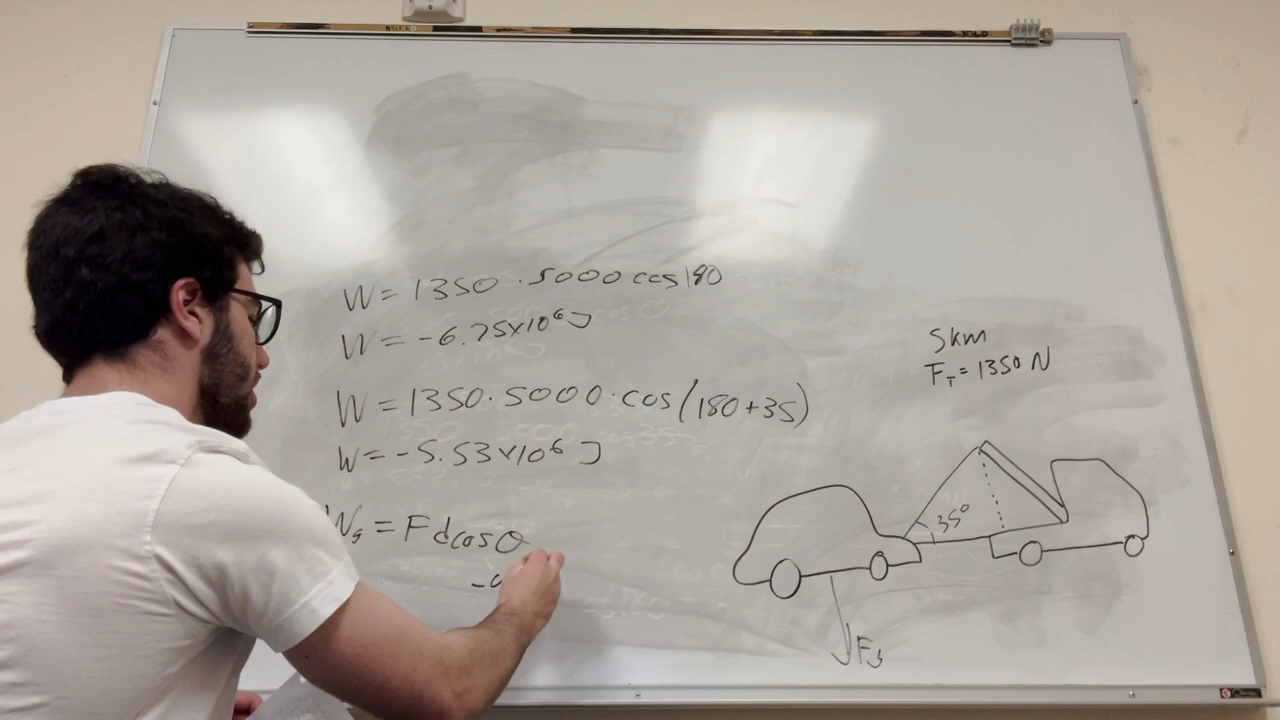 W = 1350 · 5000 cos 180
W = -6.75x10⁶ J
W = 1350 · 5000 · cos (180+35)
W = -5.53x10⁶ J
W₉ = F d cos θ
5km
F_T = 1350 N
35°